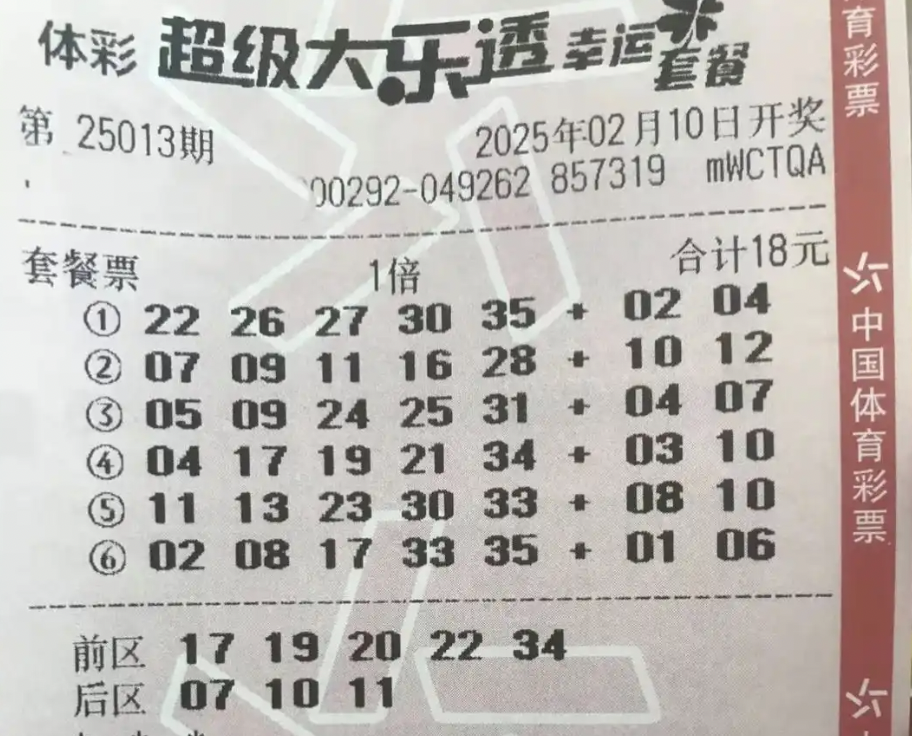 体彩 超级大乐透 幸运套餐
第 25013期 2025年02月10日开奖
00292-049262 857319 mWCTQA
套餐票 1倍 合计18元
① 22 26 27 30 35 + 02 04
② 07 09 11 16 28 + 10 12
③ 05 09 24 25 31 + 04 07
④ 04 17 19 21 34 + 03 10
⑤ 11 13 23 30 33 + 08 10
⑥ 02 08 17 33 35 + 01 06
前区 17 19 20 22 34
后区 07 10 11
育彩票
中国体育彩票